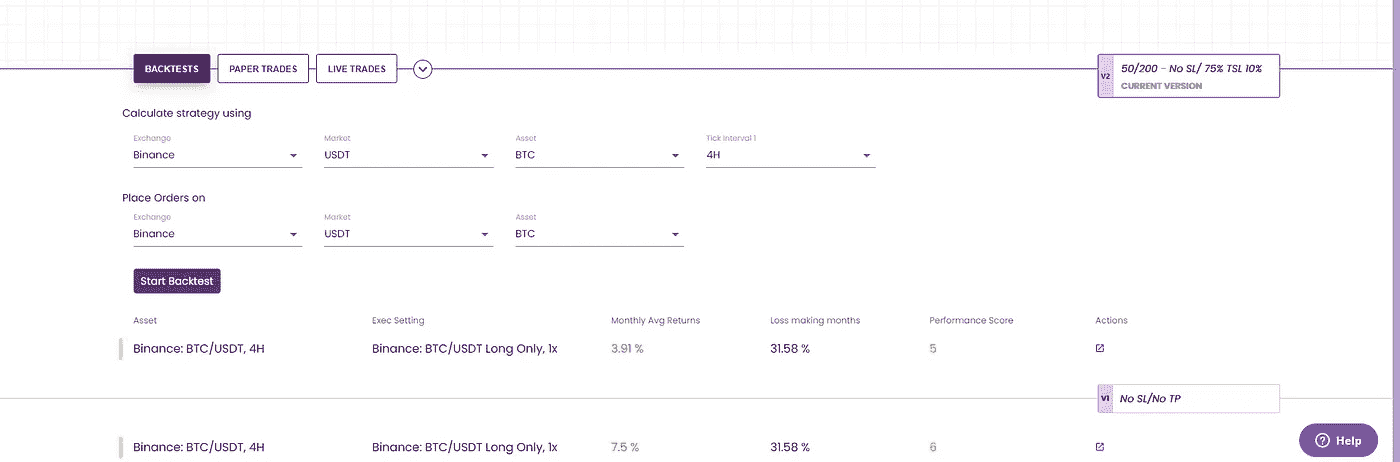 BACKTESTS PAPER TRADES LIVE TRADES
V2 50/200 - No SL/ 75% TSL 10%
CURRENT VERSION
Calculate strategy using
Exchange Market Asset Tick Interval 1
Binance USDT BTC 4H
Place Orders on
Exchange Market Asset
Binance USDT BTC
Start Backtest
Asset Exec Setting Monthly Avg Returns Loss making months Performance Score Actions
Binance: BTC/USDT, 4H Binance: BTC/USDT Long Only, 1x 3.91 % 31.58 % 5
V1 No SL/No TP
Binance: BTC/USDT, 4H Binance: BTC/USDT Long Only, 1x 7.5 % 31.58 % 6
? Help